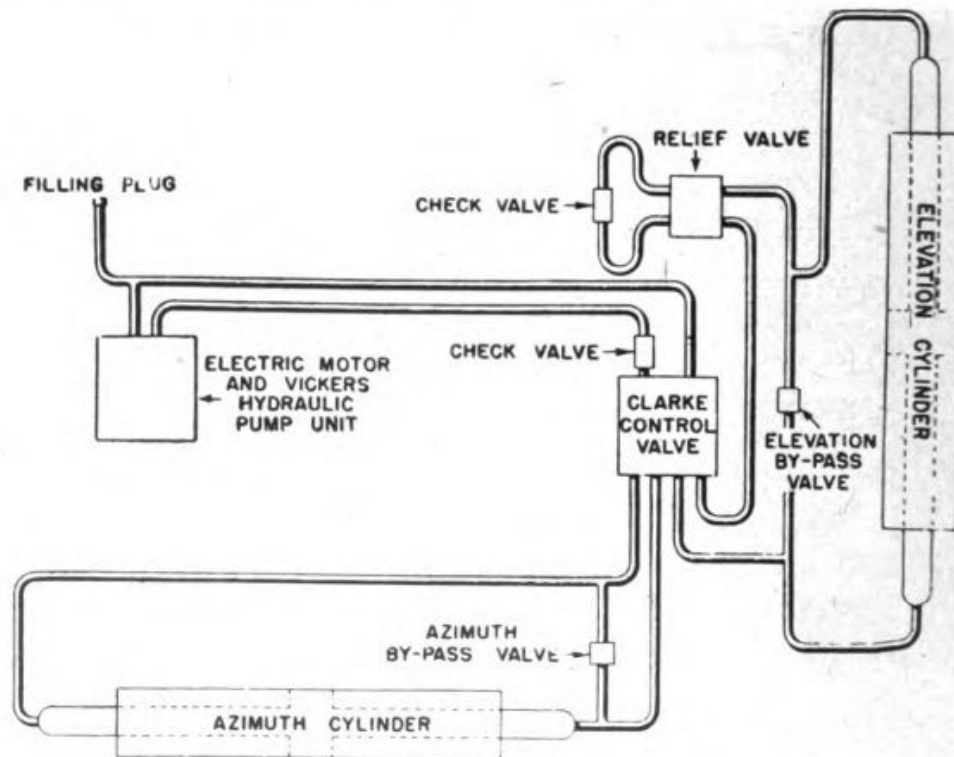 RELIEF VALVE
FILLING PLUG
CHECK VALVE
ELEVATION CYLINDER
CHECK VALVE
ELECTRIC MOTOR
AND VICKERS
HYDRAULIC
PUMP UNIT
CLARKE
CONTROL
VALVE
ELEVATION
BY-PASS
VALVE
AZIMUTH
BY-PASS VALVE
AZIMUTH CYLINDER